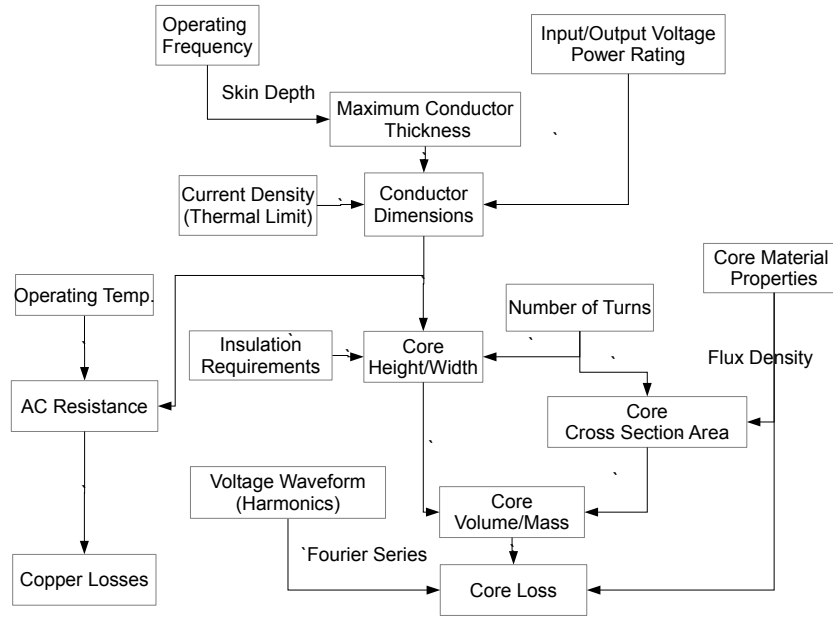 Operating
Frequency
Input/Output Voltage
Power Rating
Skin Depth
Maximum Conductor
Thickness
Current Density
(Thermal Limit)
Conductor
Dimensions
Core Material
Properties
Operating Temp.
Number of Turns
Insulation
Requirements
Core
Height/Width
Flux Density
AC Resistance
Core
Cross Section Area
Voltage Waveform
(Harmonics)
Core
Volume/Mass
Fourier Series
Copper Losses
Core Loss